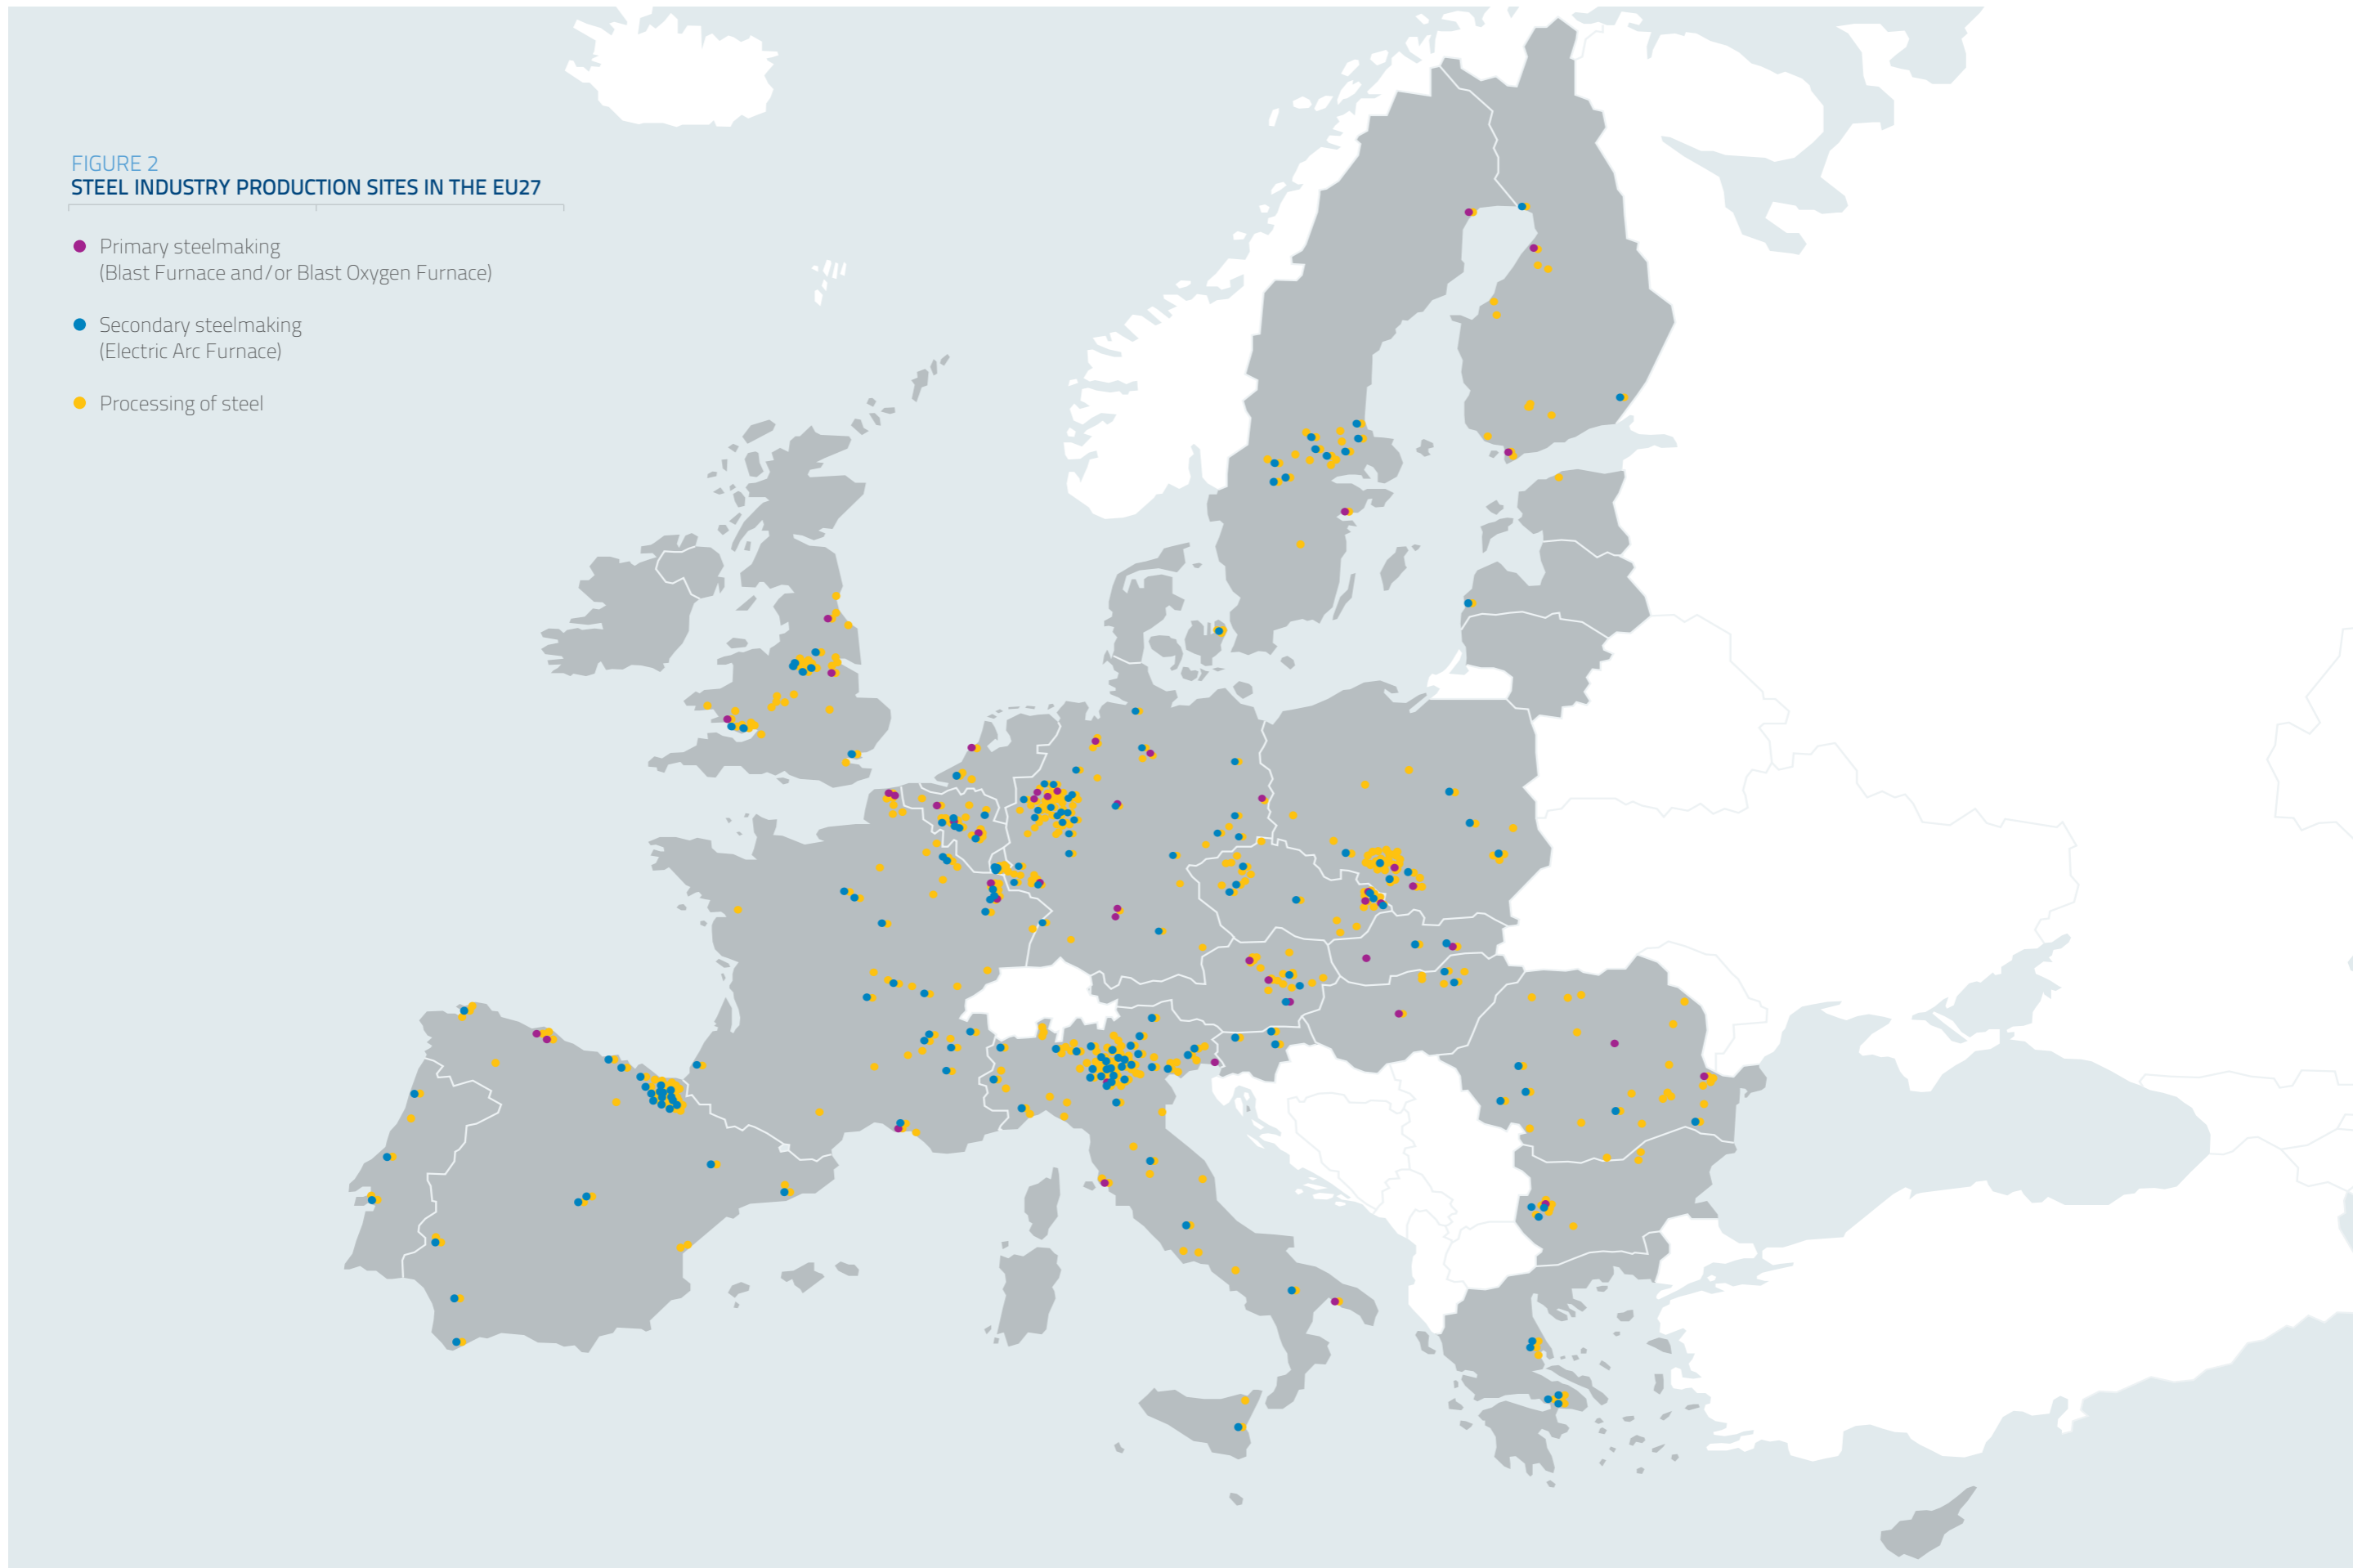 FIGURE 2
STEEL INDUSTRY PRODUCTION SITES IN THE EU27
Primary steelmaking
(Blast Furnace and/or Blast Oxygen Furnace)
Secondary steelmaking
(Electric Arc Furnace)
Processing of steel